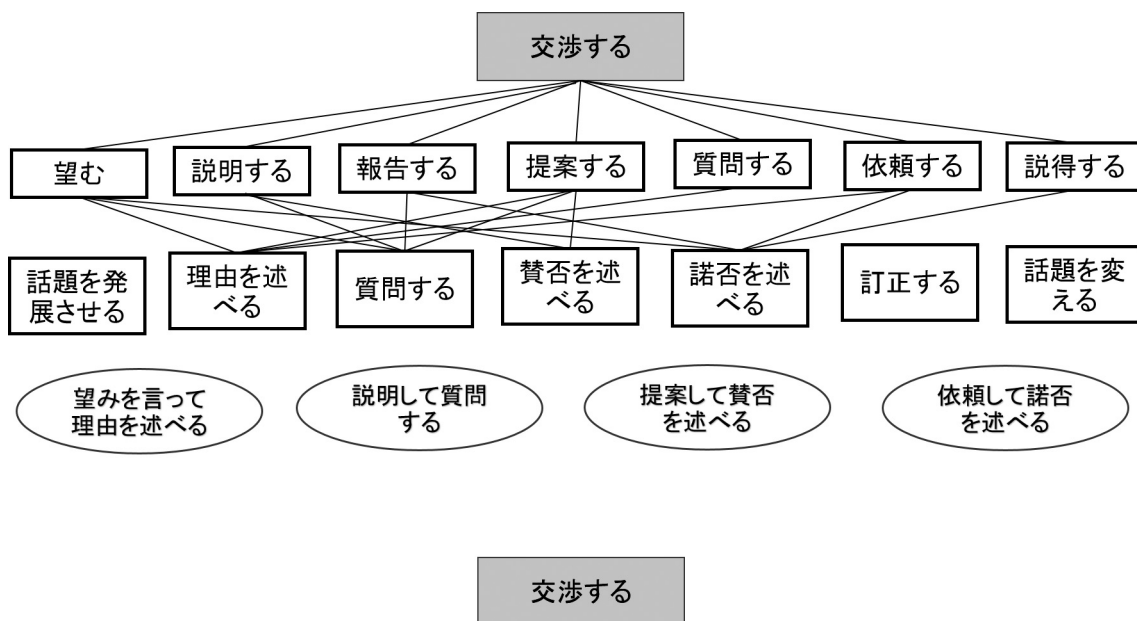 交渉する
望む
説明する
報告する
提案する
質問する
依頼する
説得する
話題を発
展させる
理由を述
べる
質問する
賛否を述
べる
諾否を述
べる
訂正する
話題を変
える
望みを言って
理由を述べる
説明して質問
する
提案して賛否
を述べる
依頼して諾否
を述べる
交渉する